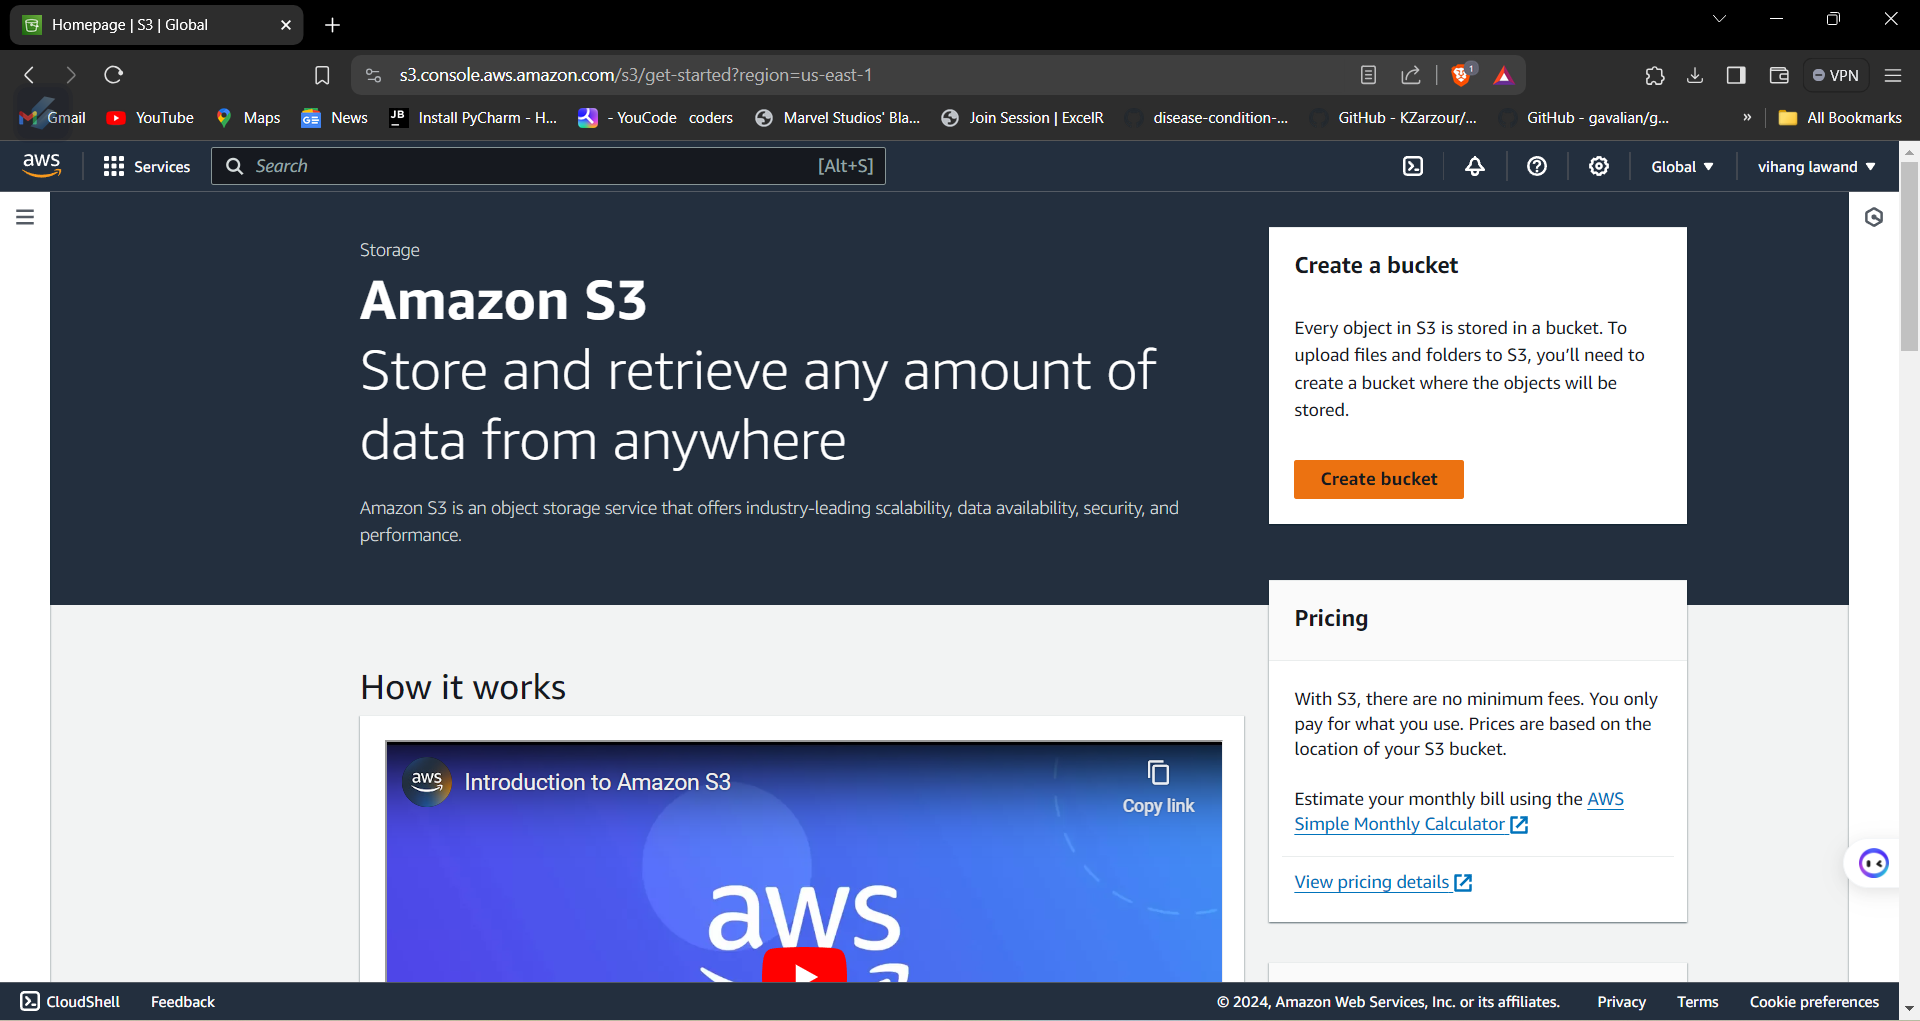 Homepage | S3 | Global
s3.console.aws.amazon.com/s3/get-started?region=us-east-1
1
VPN
Gmail
YouTube
Maps
News
JB Install PyCharm - H...
- YouCode coders
Marvel Studios' Bla...
Join Session | ExcelR
disease-condition-...
GitHub - KZarzour/...
GitHub - gavalian/g...
»
All Bookmarks
aws
Services
Search
[Alt+S]
Global
vihang lawand
Storage
Amazon S3
Store and retrieve any amount of
data from anywhere
Amazon S3 is an object storage service that offers industry-leading scalability, data availability, security, and
performance.
Create a bucket
Every object in S3 is stored in a bucket. To
upload files and folders to S3, you'll need to
create a bucket where the objects will be
stored.
Create bucket
Pricing
With S3, there are no minimum fees. You only
pay for what you use. Prices are based on the
location of your S3 bucket.
Estimate your monthly bill using the AWS
Simple Monthly Calculator
View pricing details
How it works
aws
Introduction to Amazon S3
Copy link
aws
CloudShell
Feedback
© 2024, Amazon Web Services, Inc. or its affiliates.
Privacy
Terms
Cookie preferences